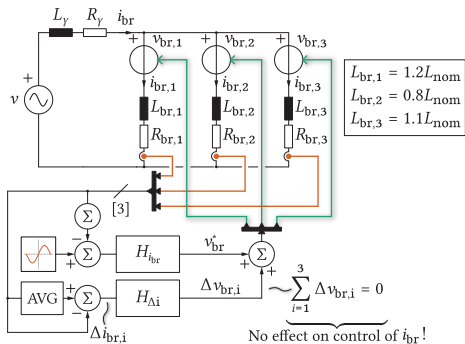 L_γ R_γ i_br
v_br,1 v_br,2 v_br,3
+ + + +
v
i_br,1 i_br,2 i_br,3
L_br,1 L_br,2 L_br,3
R_br,1 R_br,2 R_br,3
L_br,1 = 1.2L_nom
L_br,2 = 0.8L_nom
L_br,3 = 1.1L_nom
[3]
Σ
− + Σ H_i_br v*_br + Σ +
AVG + − Σ H_Δi Δv_br,i
Δi_br,i
∑_{i=1}^{3} Δv_br,i = 0
No effect on control of i_br!